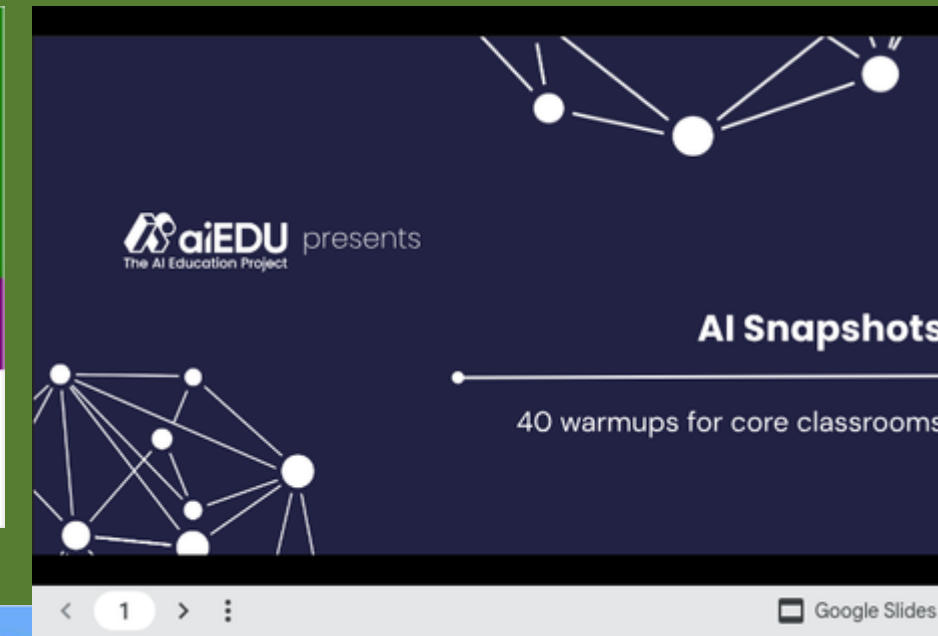 aiEDU presents
The AI Education Project
AI Snapshots
40 warmups for core classrooms
1
Google Slides